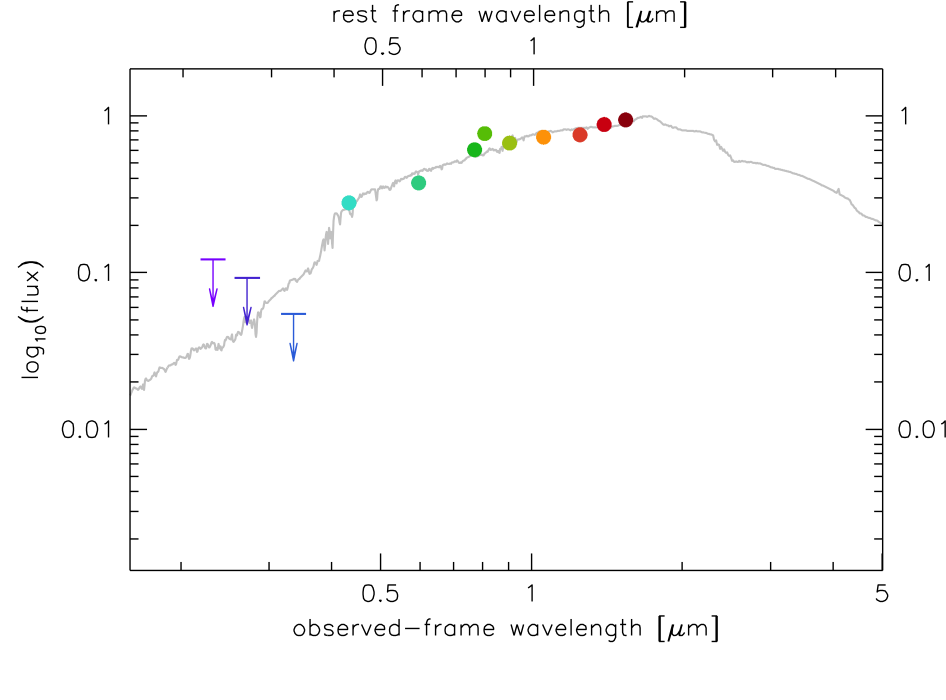 rest frame wavelength [μm]
0.5 1
1 1
0.1 0.1
0.01 0.01
log10(flux)
0.5 1 5
observed-frame wavelength [μm]